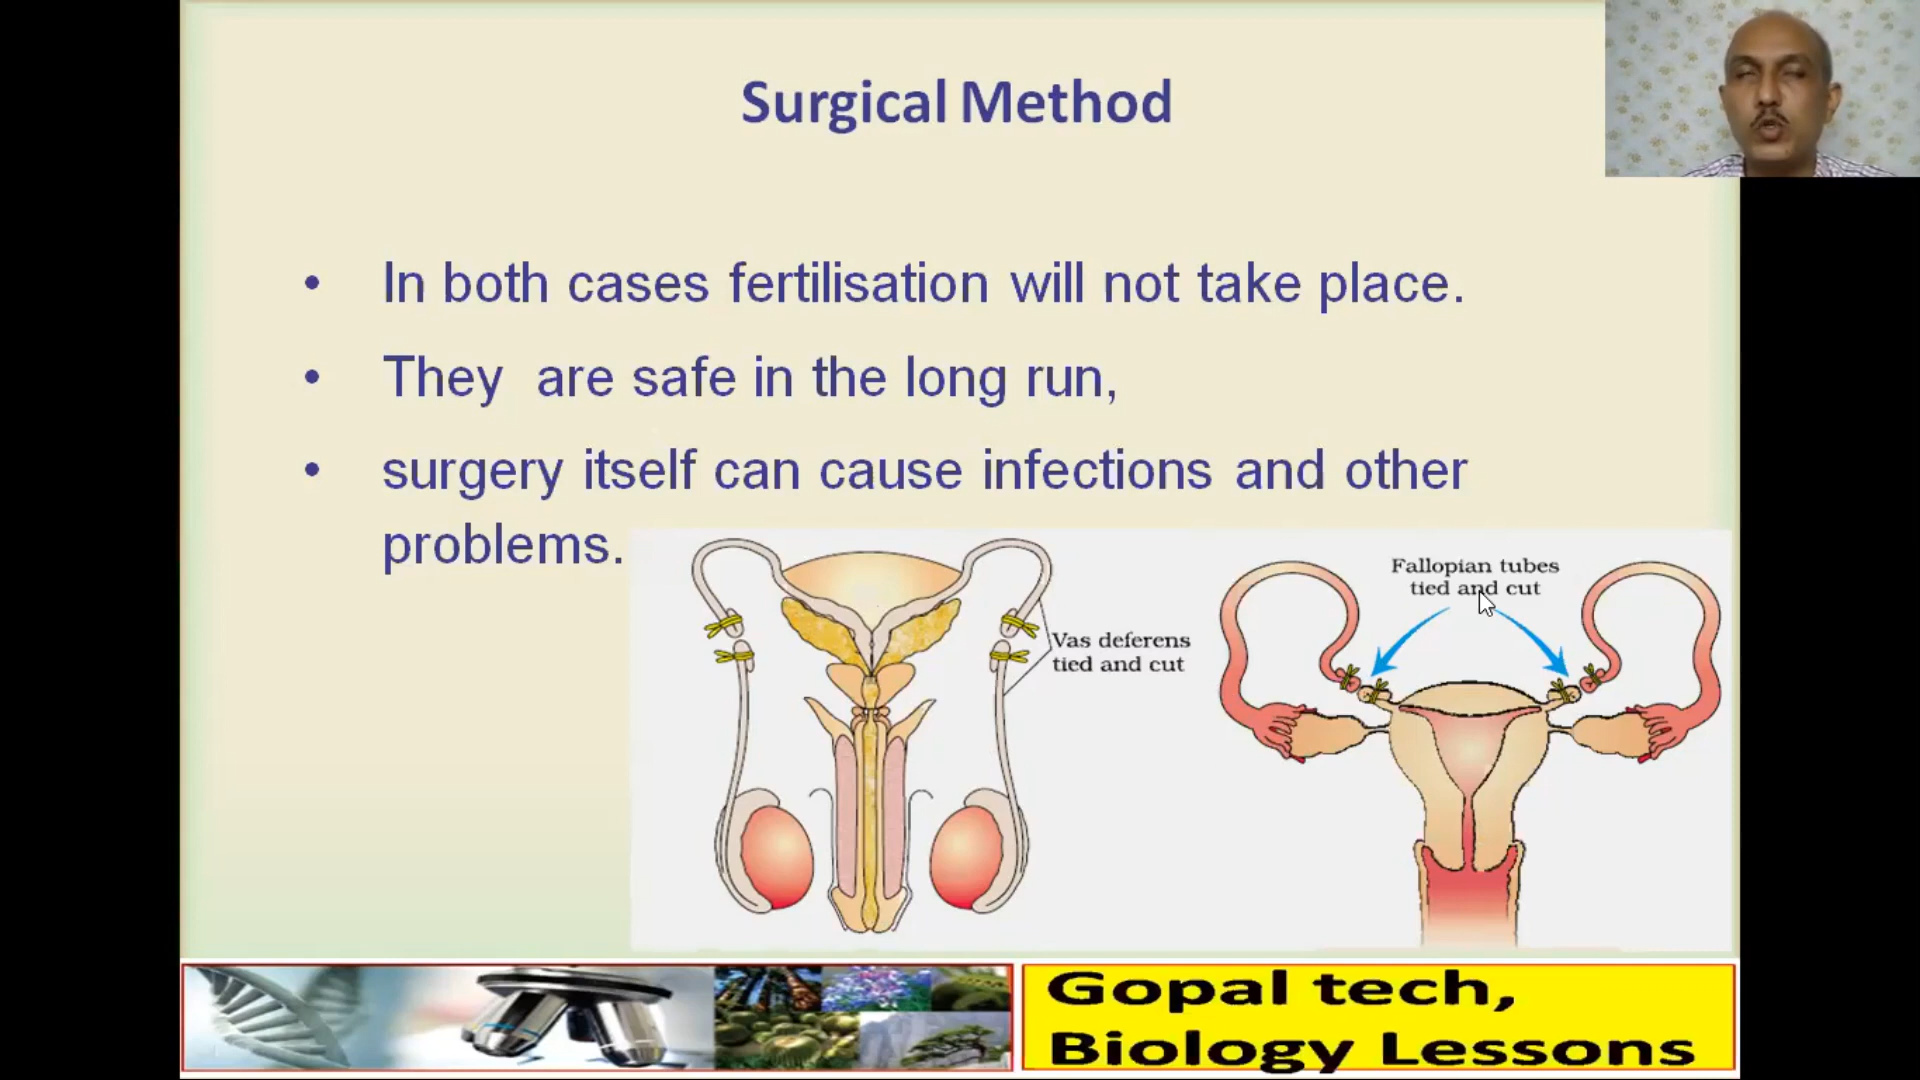 Surgical Method
• In both cases fertilisation will not take place.
• They are safe in the long run,
• surgery itself can cause infections and other
problems.
Vas deferens
tied and cut
Fallopian tubes
tied and cut
Gopal tech,
Biology Lessons